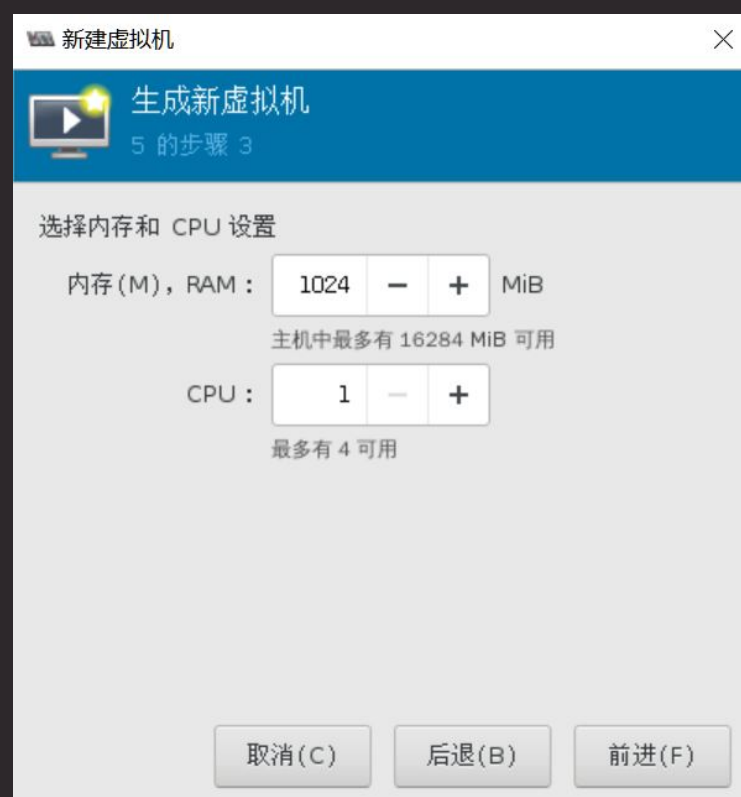 新建虚拟机
生成新虚拟机
5 的步骤 3
选择内存和 CPU 设置
内存(M)，RAM： 1024 − + MiB
主机中最多有 16284 MiB 可用
CPU： 1 − +
最多有 4 可用
取消(C) 后退(B) 前进(F)